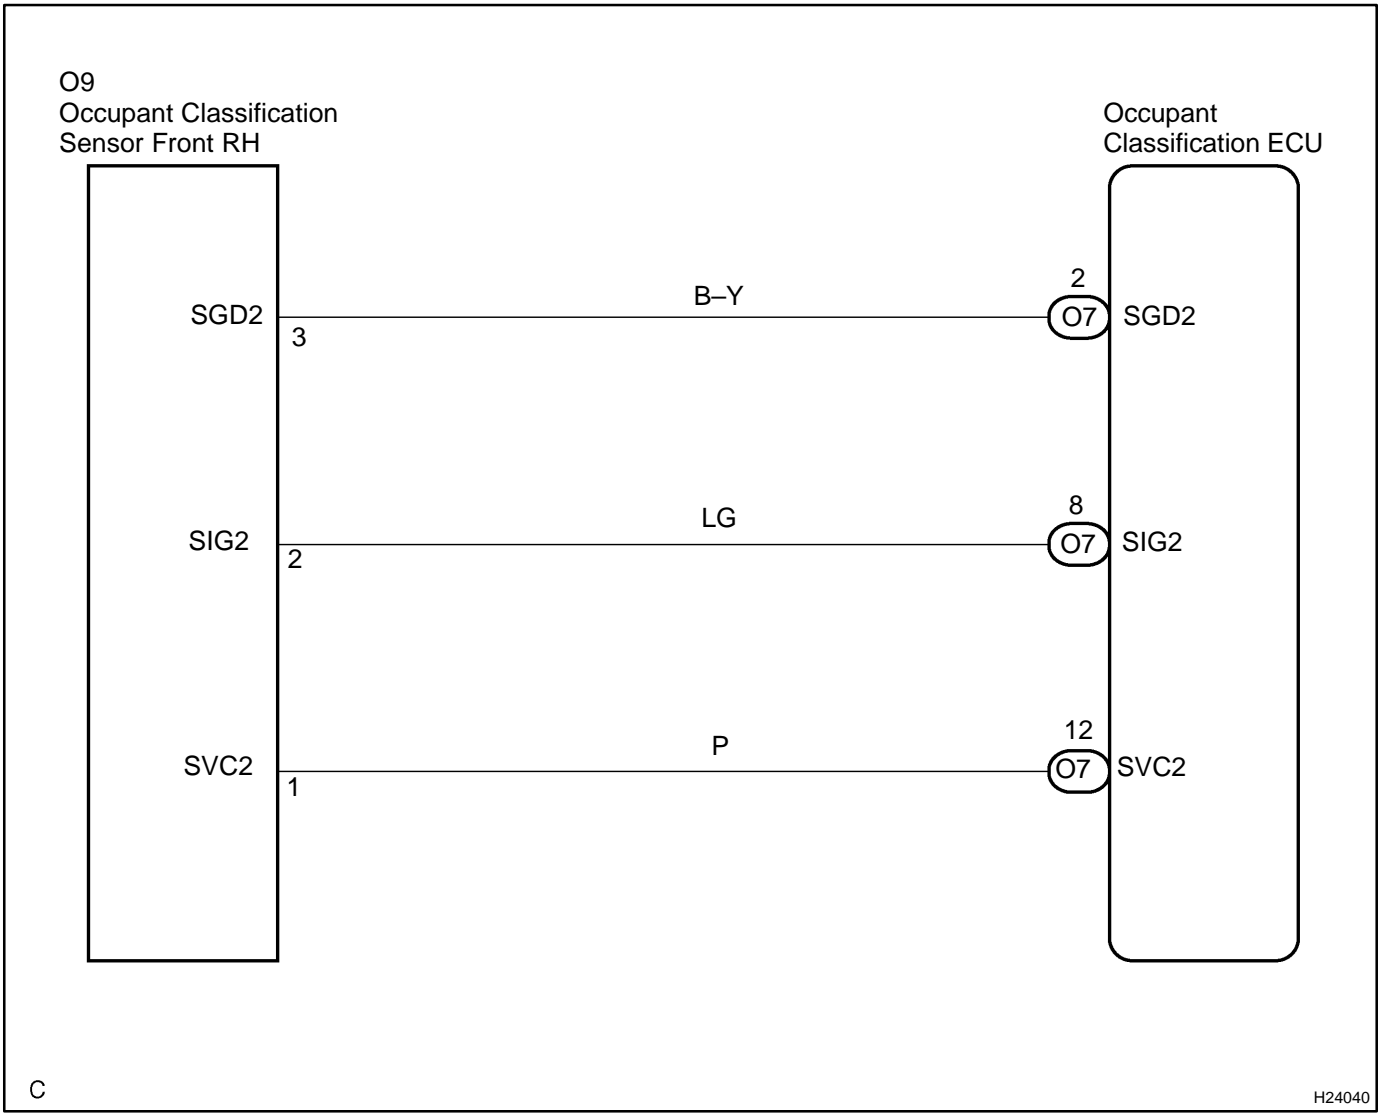 O9
Occupant Classification
Sensor Front RH
Occupant
Classification ECU
SGD2
3
B–Y
2
O7
SGD2
SIG2
2
LG
8
O7
SIG2
SVC2
1
P
12
O7
SVC2
C
H24040